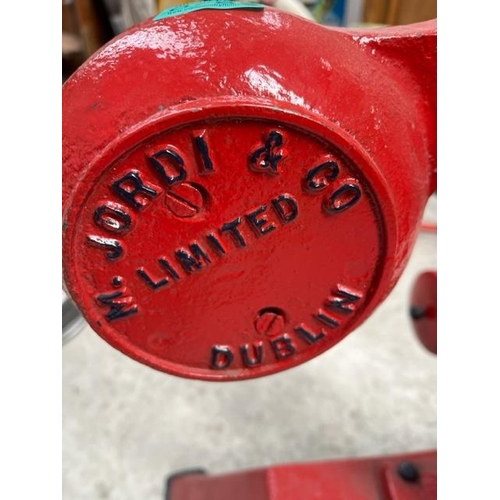 M. JORDI & CO
LIMITED
DUBLIN